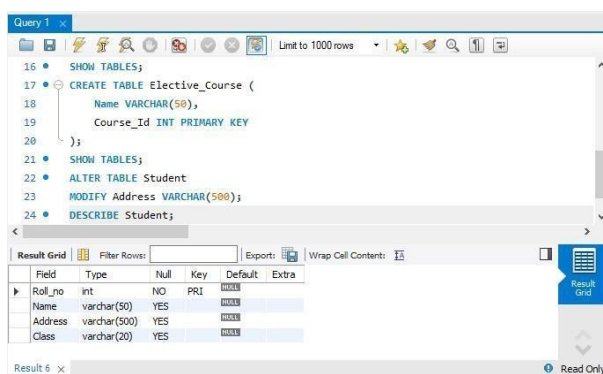 Query 1
Limit to 1000 rows
16 SHOW TABLES;
17 CREATE TABLE Elective_Course (
18 Name VARCHAR(50),
19 Course_Id INT PRIMARY KEY
20 );
21 SHOW TABLES;
22 ALTER TABLE Student
23 MODIFY Address VARCHAR(500);
24 DESCRIBE Student;
Result Grid Filter Rows: Export: Wrap Cell Content:
Field Type Null Key Default Extra
Roll_no int NO PRI NULL
Name varchar(50) YES NULL
Address varchar(500) YES NULL
Class varchar(20) YES NULL
Result
Grid
Result 6 Read Only